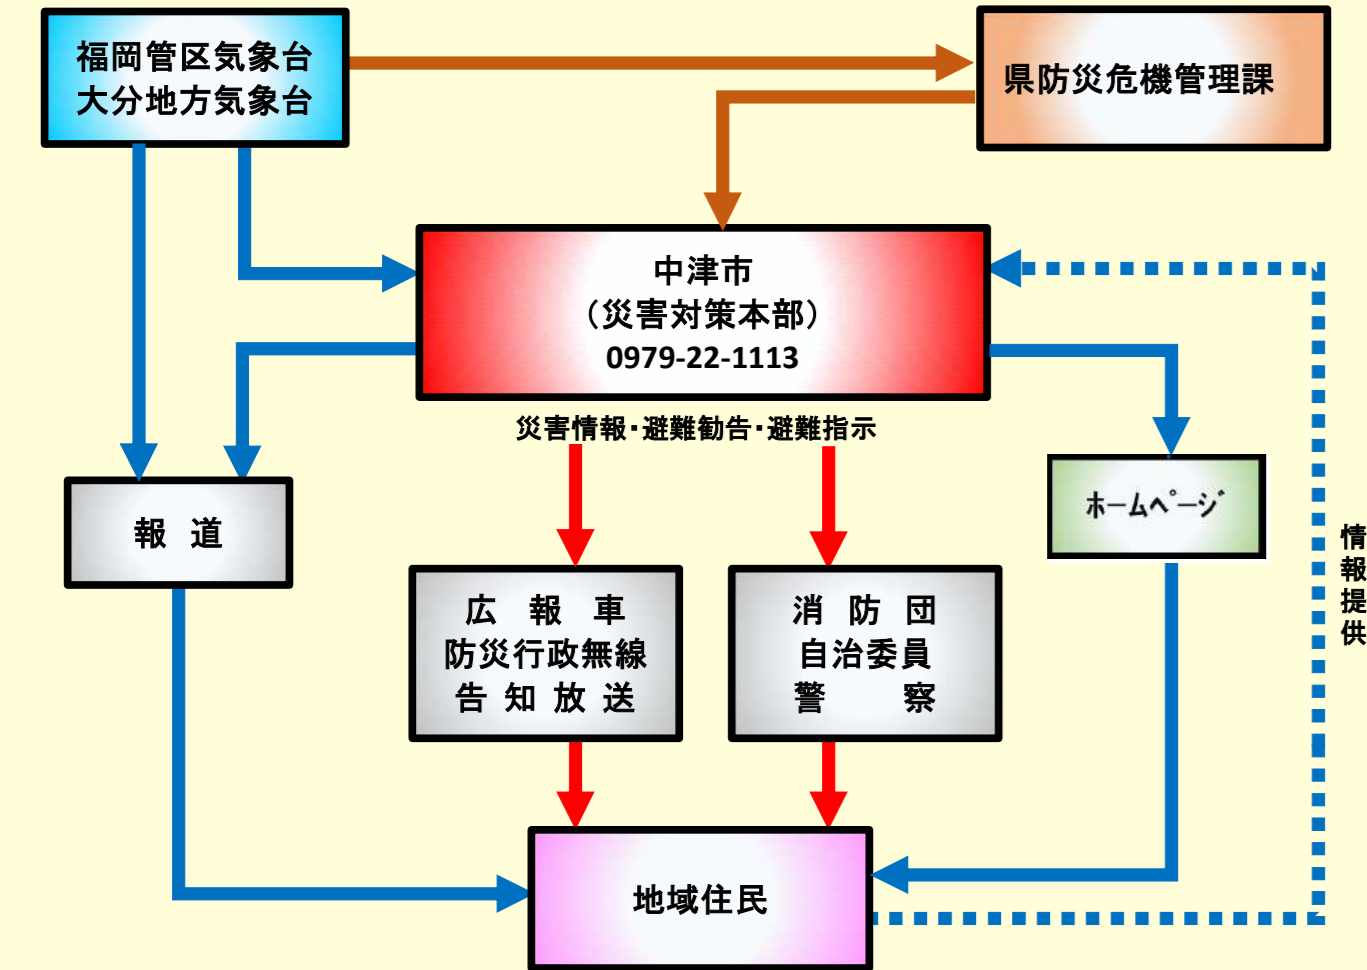 福岡管区気象台
大分地方気象台
県防災危機管理課
中津市
（災害対策本部）
0979-22-1113
災害情報・避難勧告・避難指示
報 道
ホームページ
情報提供
広 報 車
防災行政無線
告 知 放 送
消 防 団
自治委員
警 察
地域住民